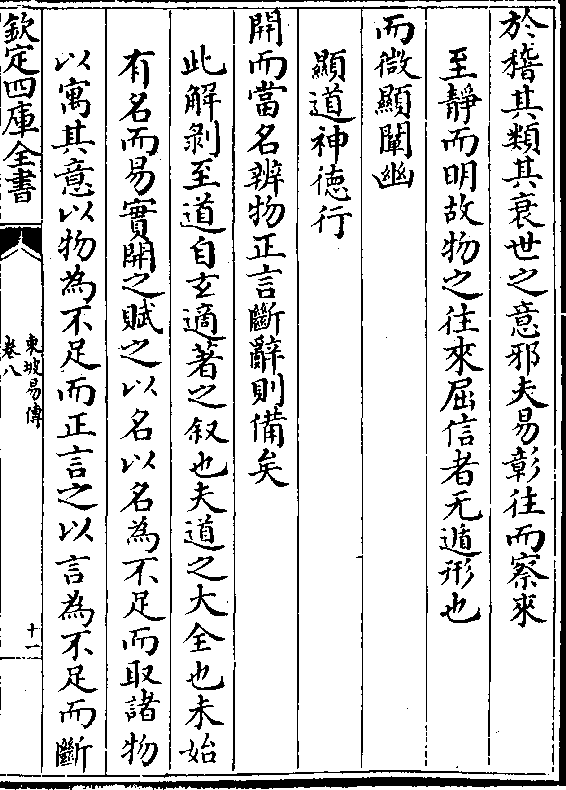 於稽其類其衰世之意邪夫易彰往而察來
至靜而明故物之往來屈信者无遁形也
而微顯闡幽
顯道神徳行
開而當名辨物正言斷辭則備矣
此解剥至道自玄適著之叙也夫道之大全也未始
有名而易實開之賦之以名以名為不足而取諸物
以寓其意以物為不足而正言之以言為不足而斷
欽定四庫全書
東坡易傳
卷八
十一